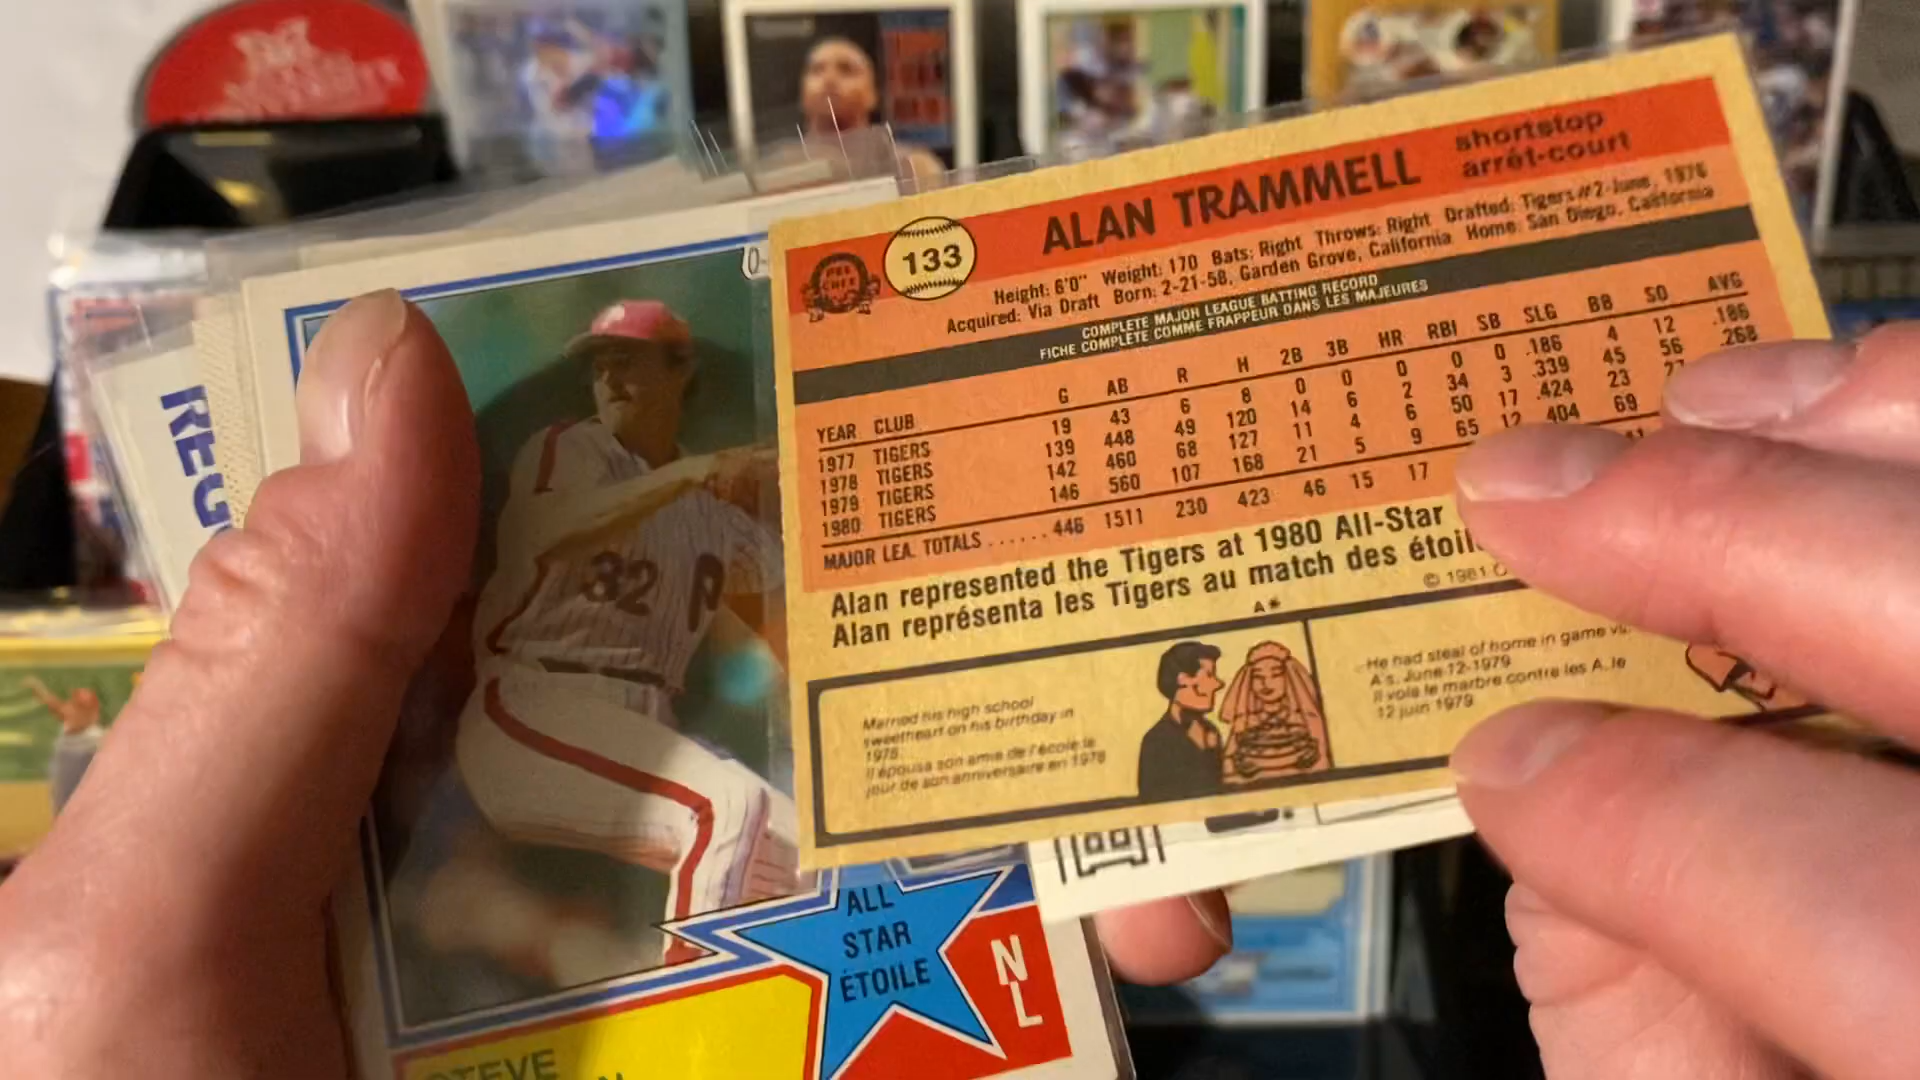 133
ALAN TRAMMELL
shortstop
arrêt-court
Height: 6'0" Weight: 170 Bats: Right Throws: Right Drafted: Tigers #2-June, 1976
Acquired: Via Draft Born: 2-21-58, Garden Grove, California Home: San Diego, California
COMPLETE MAJOR LEAGUE BATTING RECORD
FICHE COMPLETE COMME FRAPPEUR DANS LES MAJEURES
YEAR CLUB G AB R H 2B 3B HR RBI SB SLG BB SO AVG
1977 TIGERS 19 43 6 8 0 0 0 0 0 .186 4 12 .186
1978 TIGERS 139 448 49 120 14 6 2 34 3 .339 45 56 .268
1979 TIGERS 142 460 68 127 11 4 6 50 17 .424 23
1980 TIGERS 146 560 107 168 21 5 9 65 12 404 69
MAJOR LEA. TOTALS ...... 446 1511 230 423 46 15 17
Alan represented the Tigers at 1980 All-Star
Alan représenta les Tigers au match des
© 1981
A*
Married his high school
sweetheart on his birthday in
1978.
Il épousa son amie de l'école le
jour de son anniversaire en 1978
He had steal of home in game
A's, June-12-1979
Il vola le marbre contre les A, le
12 juin 1979
32
P
ALL
STAR
ÉTOILE
NL
STEVE